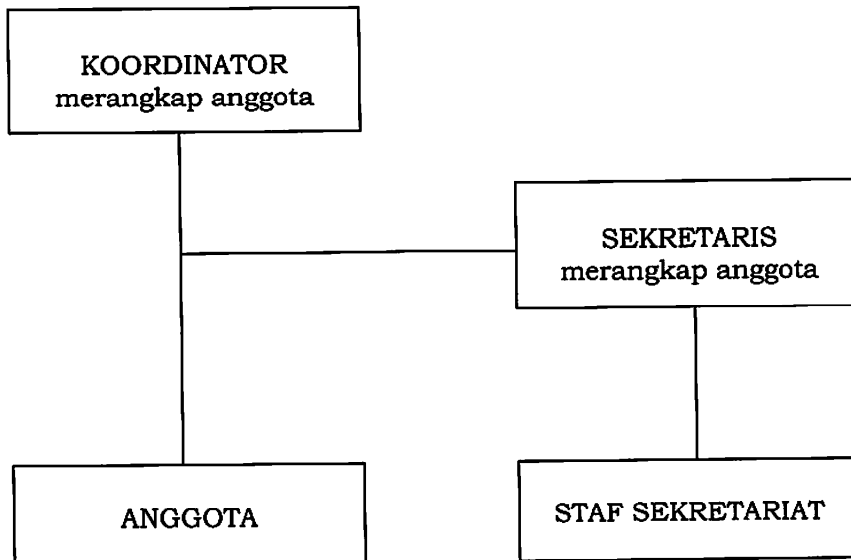 KOORDINATOR
merangkap anggota
SEKRETARIS
merangkap anggota
ANGGOTA
STAF SEKRETARIAT